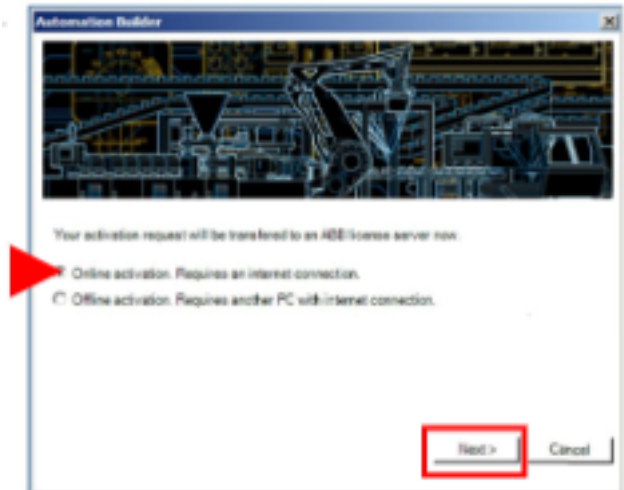 Automation Builder
Your activation request will be transfered to an ABB license server now.
Online activation. Requires an internet connection.
Offline activation. Requires another PC with internet connection.
Next >
Cancel